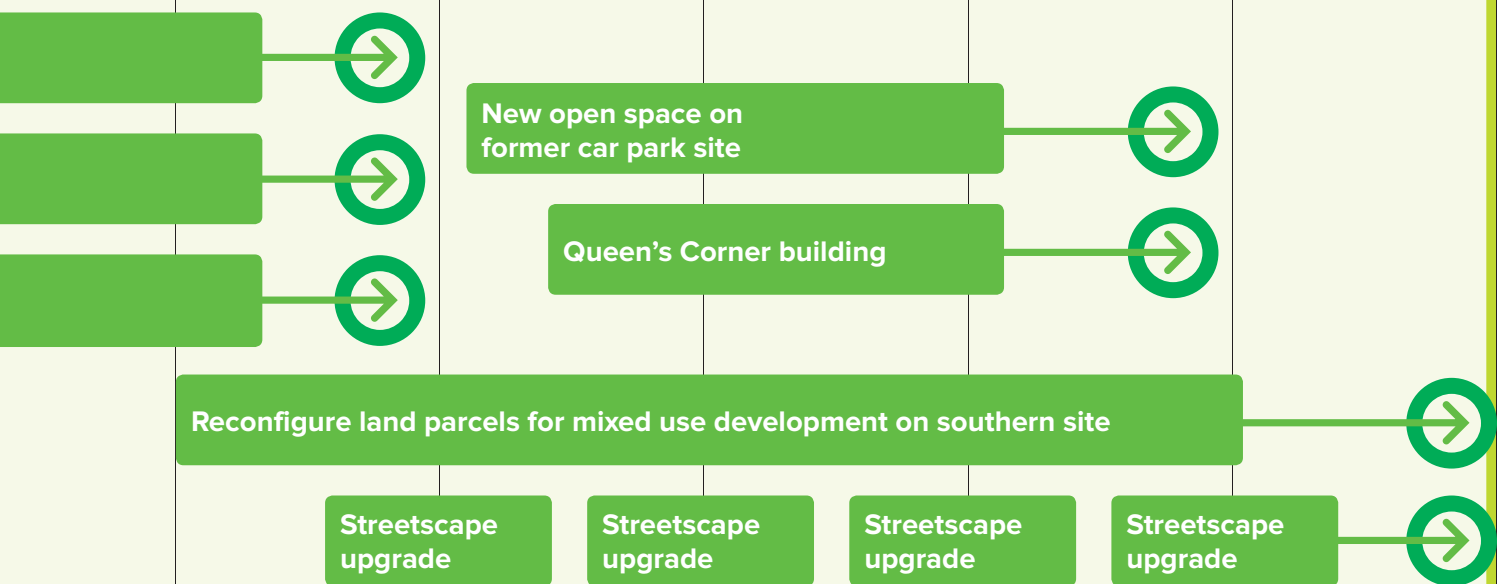 New open space on
former car park site
Queen’s Corner building
Reconfigure land parcels for mixed use development on southern site
Streetscape
upgrade
Streetscape
upgrade
Streetscape
upgrade
Streetscape
upgrade